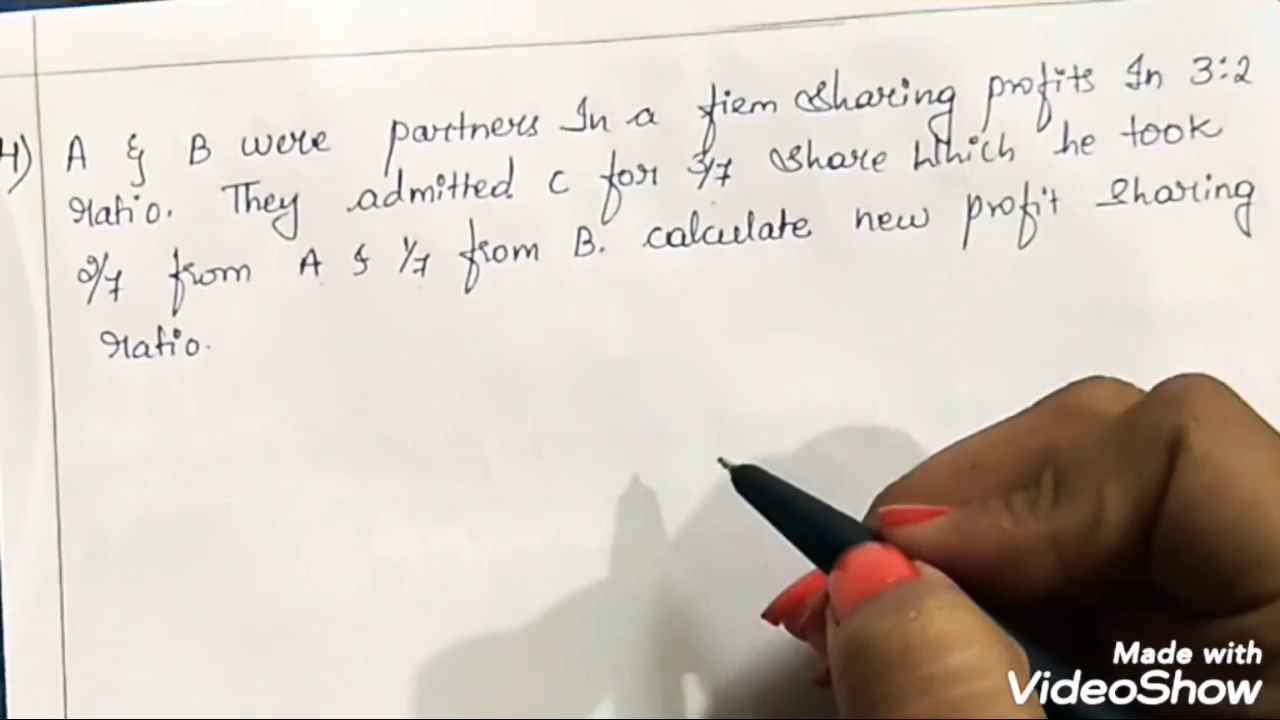 4) A & B were partners In a firm sharing profits In 3:2
ratio. They admitted C for 3/7 share which he took
2/7 from A & 1/7 from B. calculate new profit sharing
ratio.
Made with
VideoShow